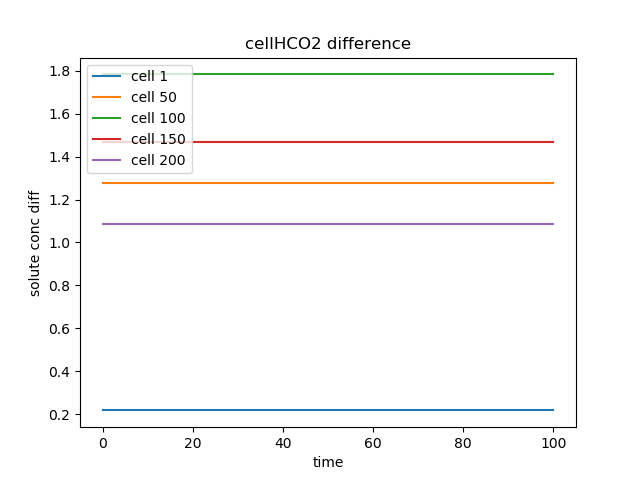 cellHCO2 difference
1.8
1.6
1.4
1.2
1.0
0.8
0.6
0.4
0.2
solute conc diff
cell 1
cell 50
cell 100
cell 150
cell 200
0 20 40 60 80 100
time